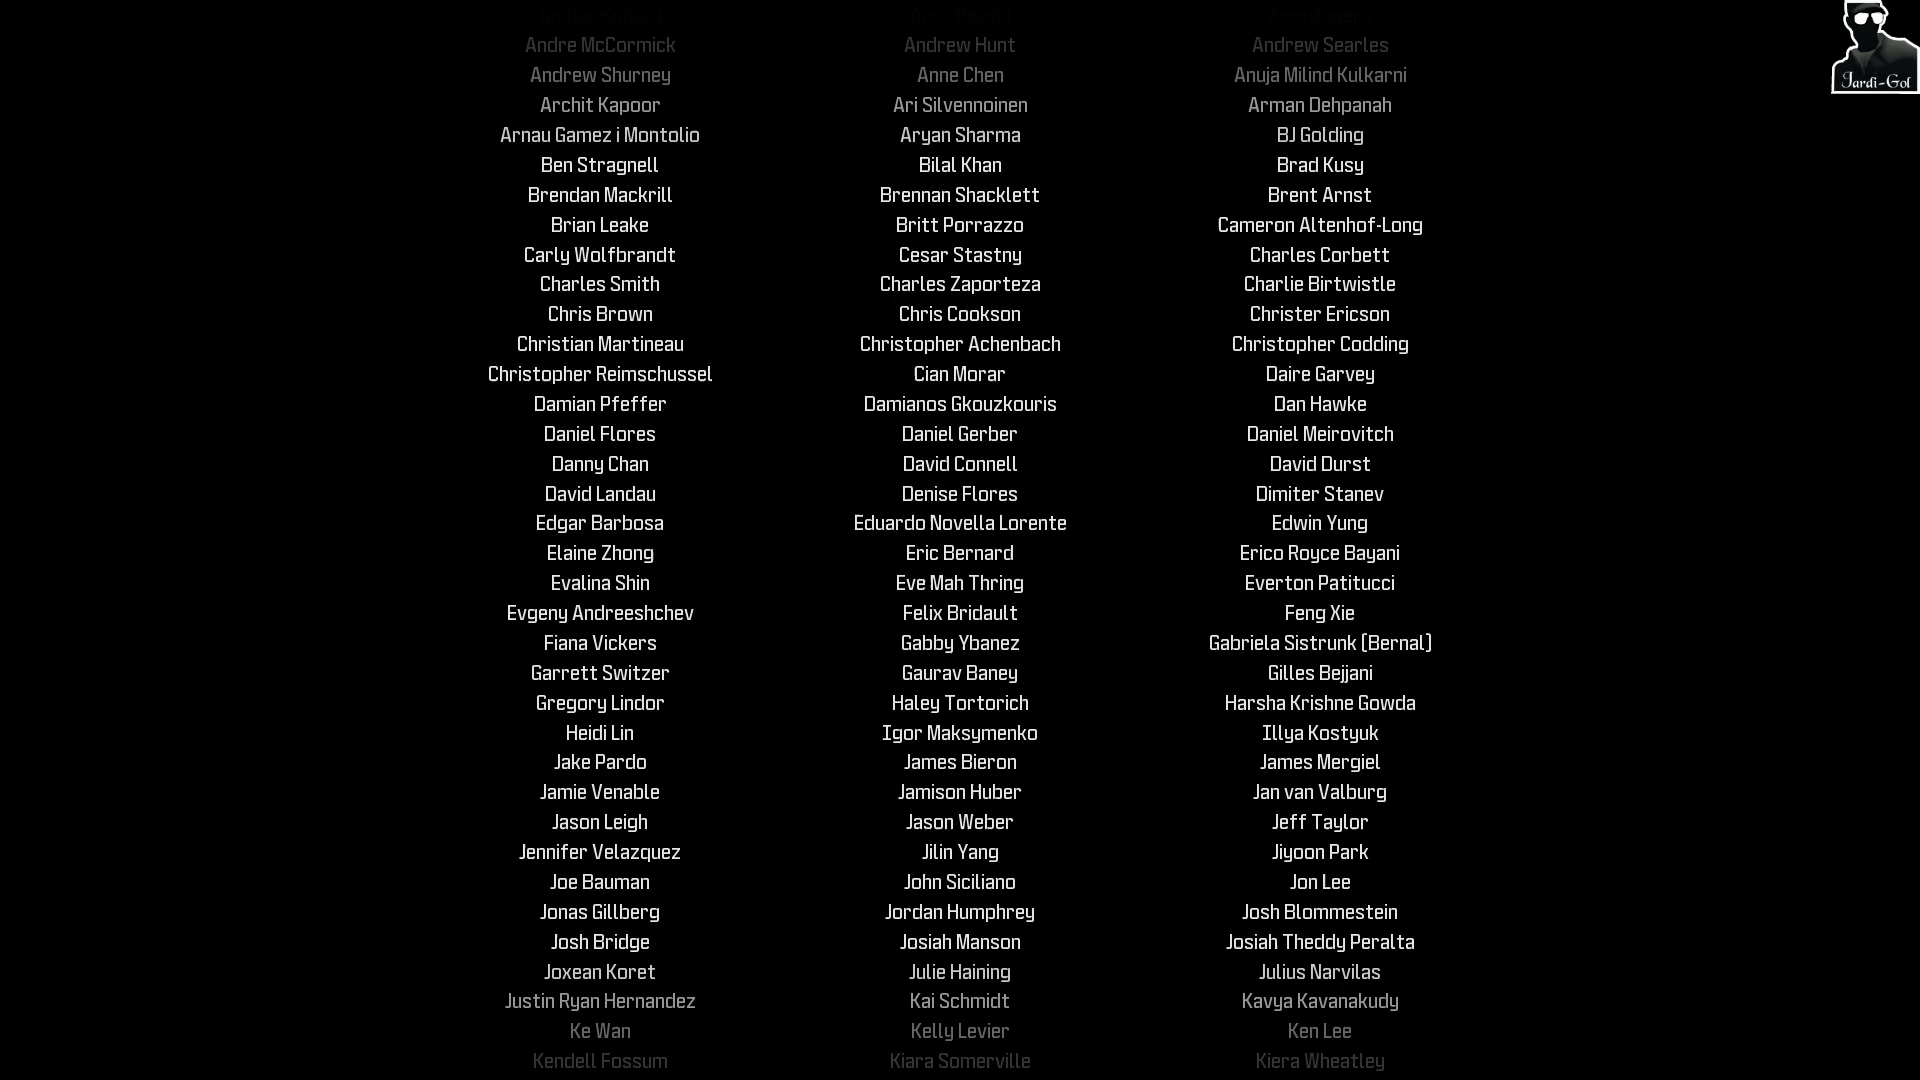 Andre McCormick Andrew Hunt Andrew Searles
Andrew Shurney Anne Chen Anuja Milind Kulkarni
Archit Kapoor Ari Silvennoinen Arman Dehpanah
Arnau Gamez i Montolio Aryan Sharma BJ Golding
Ben Stragnell Bilal Khan Brad Kusy
Brendan Mackrill Brennan Shacklett Brent Arnst
Brian Leake Britt Porrazzo Cameron Altenhof-Long
Carly Wolfbrandt Cesar Stastny Charles Corbett
Charles Smith Charles Zaporteza Charlie Birtwistle
Chris Brown Chris Cookson Christer Ericson
Christian Martineau Christopher Achenbach Christopher Codding
Christopher Reimschussel Cian Morar Daire Garvey
Damian Pfeffer Damianos Gkouzkouris Dan Hawke
Daniel Flores Daniel Gerber Daniel Meirovitch
Danny Chan David Connell David Durst
David Landau Denise Flores Dimiter Stanev
Edgar Barbosa Eduardo Novella Lorente Edwin Yung
Elaine Zhong Eric Bernard Erico Royce Bayani
Evalina Shin Eve Mah Thring Everton Patitucci
Evgeny Andreeshchev Felix Bridault Feng Xie
Fiana Vickers Gabby Ybanez Gabriela Sistrunk (Bernal)
Garrett Switzer Gaurav Baney Gilles Bejjani
Gregory Lindor Haley Tortorich Harsha Krishne Gowda
Heidi Lin Igor Maksymenko Illya Kostyuk
Jake Pardo James Bieron James Mergiel
Jamie Venable Jamison Huber Jan van Valburg
Jason Leigh Jason Weber Jeff Taylor
Jennifer Velazquez Jilin Yang Jiyoon Park
Joe Bauman John Siciliano Jon Lee
Jonas Gillberg Jordan Humphrey Josh Blommestein
Josh Bridge Josiah Manson Josiah Theddy Peralta
Joxean Koret Julie Haining Julius Narvilas
Justin Ryan Hernandez Kai Schmidt Kavya Kavanakudy
Ke Wan Kelly Levier Ken Lee
Kendell Fossum Kiara Somerville Kiera Wheatley
Jardi-Gol